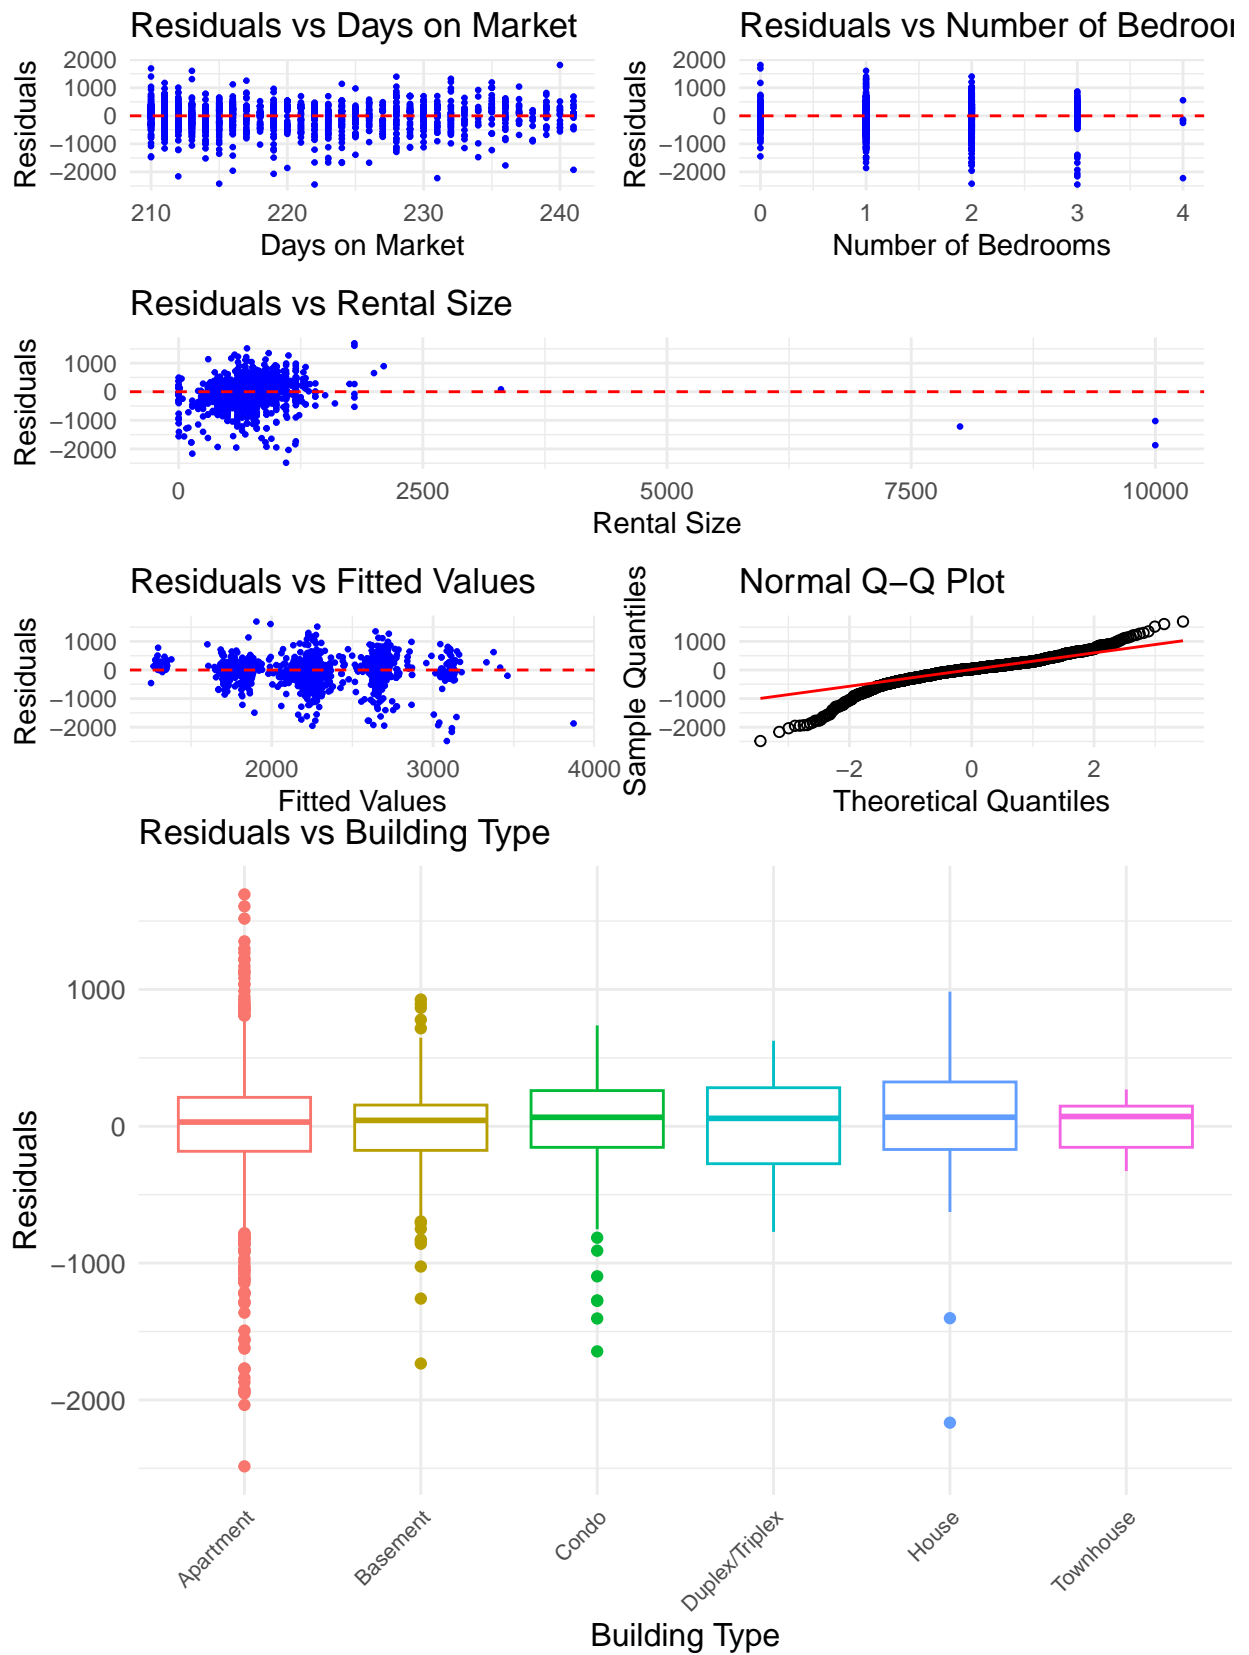 Residuals vs Days on Market
Residuals
2000
1000
0
−1000
−2000
210 220 230 240
Days on Market
Residuals vs Number of Bedroo
Residuals
2000
1000
0
−1000
−2000
0 1 2 3 4
Number of Bedrooms
Residuals vs Rental Size
Residuals
1000
0
−1000
−2000
0 2500 5000 7500 10000
Rental Size
Residuals vs Fitted Values
Residuals
1000
0
−1000
−2000
2000 3000 4000
Fitted Values
Normal Q−Q Plot
Sample Quantiles
1000
0
−1000
−2000
−2 0 2
Theoretical Quantiles
Residuals vs Building Type
Residuals
1000
0
−1000
−2000
Apartment
Basement
Condo
Duplex/Triplex
House
Townhouse
Building Type